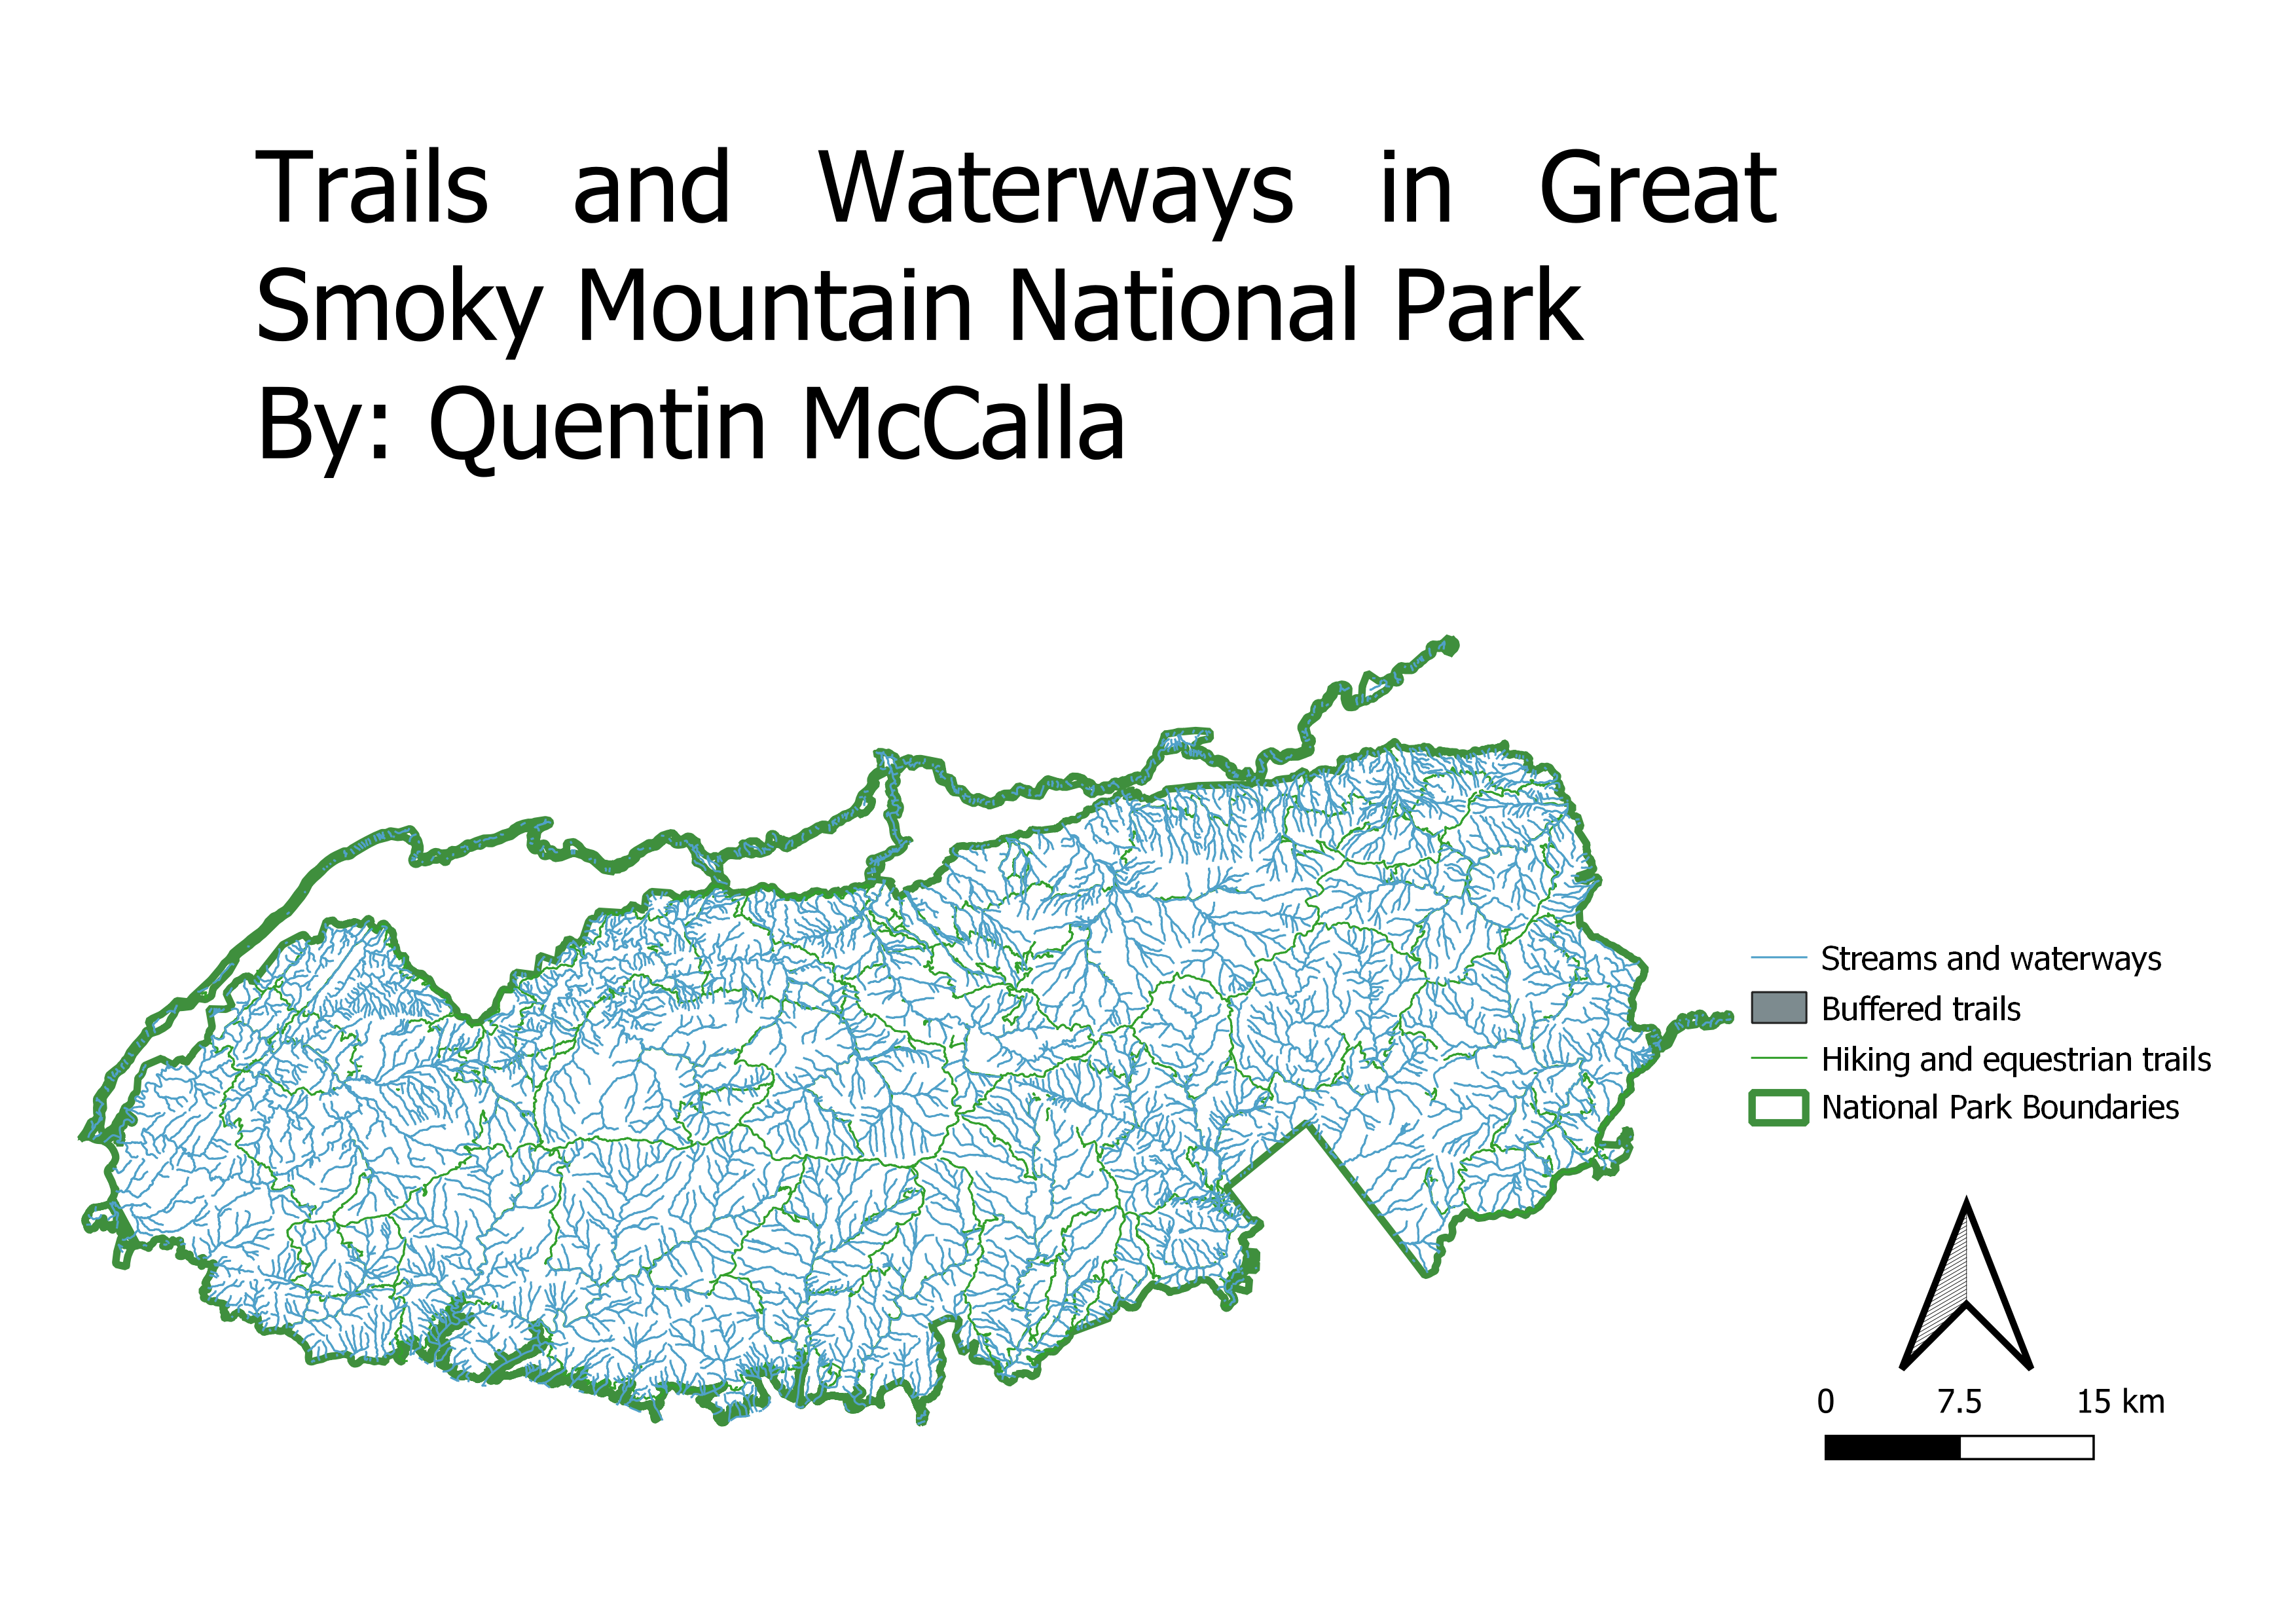 Trails and Waterways in Great
Smoky Mountain National Park
By: Quentin McCalla
Streams and waterways
Buffered trails
Hiking and equestrian trails
National Park Boundaries
0 7.5 15 km